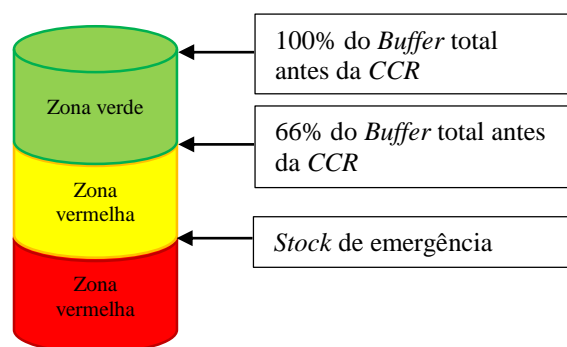 100% do Buffer total
antes da CCR
Zona verde
66% do Buffer total antes
da CCR
Zona
vermelha
Stock de emergência
Zona
vermelha